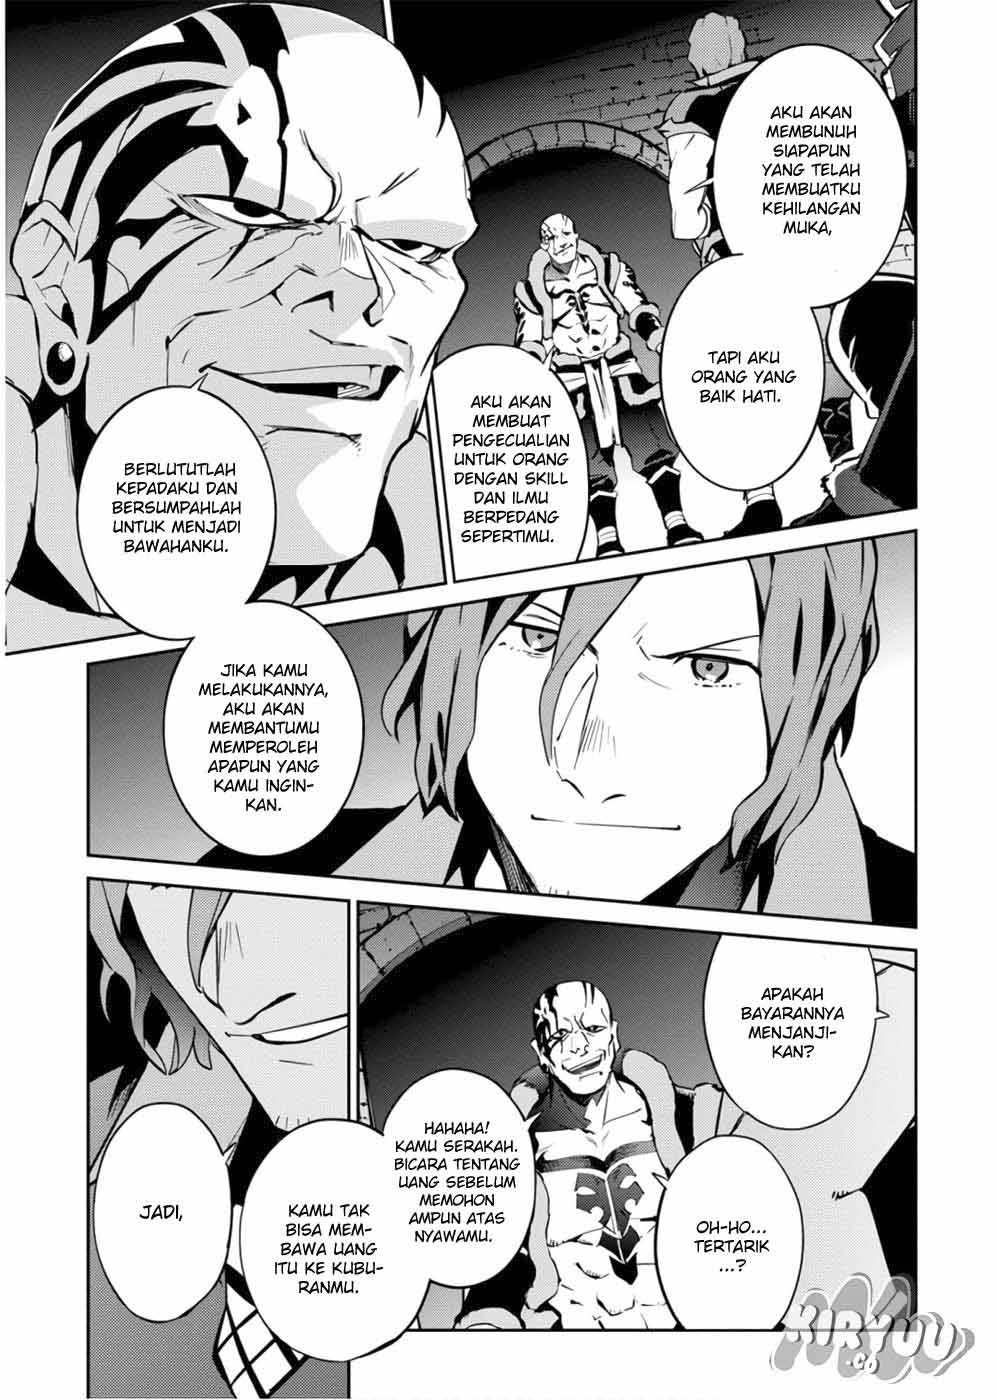 AKU AKAN
MEMBUNUH
SIAPAPUN
YANG TELAH
MEMBUATKU
KEHILANGAN
MUKA,
TAPI AKU
ORANG YANG
BAIK HATI.
AKU AKAN
MEMBUAT
PENGECUALIAN
UNTUK ORANG
DENGAN SKILL
DAN ILMU
BERPEDANG
SEPERTIMU.
BERLUTUTLAH
KEPADAKU DAN
BERSUMPAHLAH
UNTUK MENJADI
BAWAHANKU.
JIKA KAMU
MELAKUKANNYA,
AKU AKAN
MEMBANTUMU
MEMPEROLEH
APAPUN YANG
KAMU INGIN-
KAN.
APAKAH
BAYARANNYA
MENJANJI-
KAN?
OH-HO...
TERTARIK
...?
HAHAHA!
KAMU SERAKAH.
BICARA TENTANG
UANG SEBELUM
MEMOHON
AMPUN ATAS
NYAWAMU.
KAMU TAK
BISA MEM-
BAWA UANG
ITU KE KUBU-
RANMU.
JADI,
KIRYUU
.CO